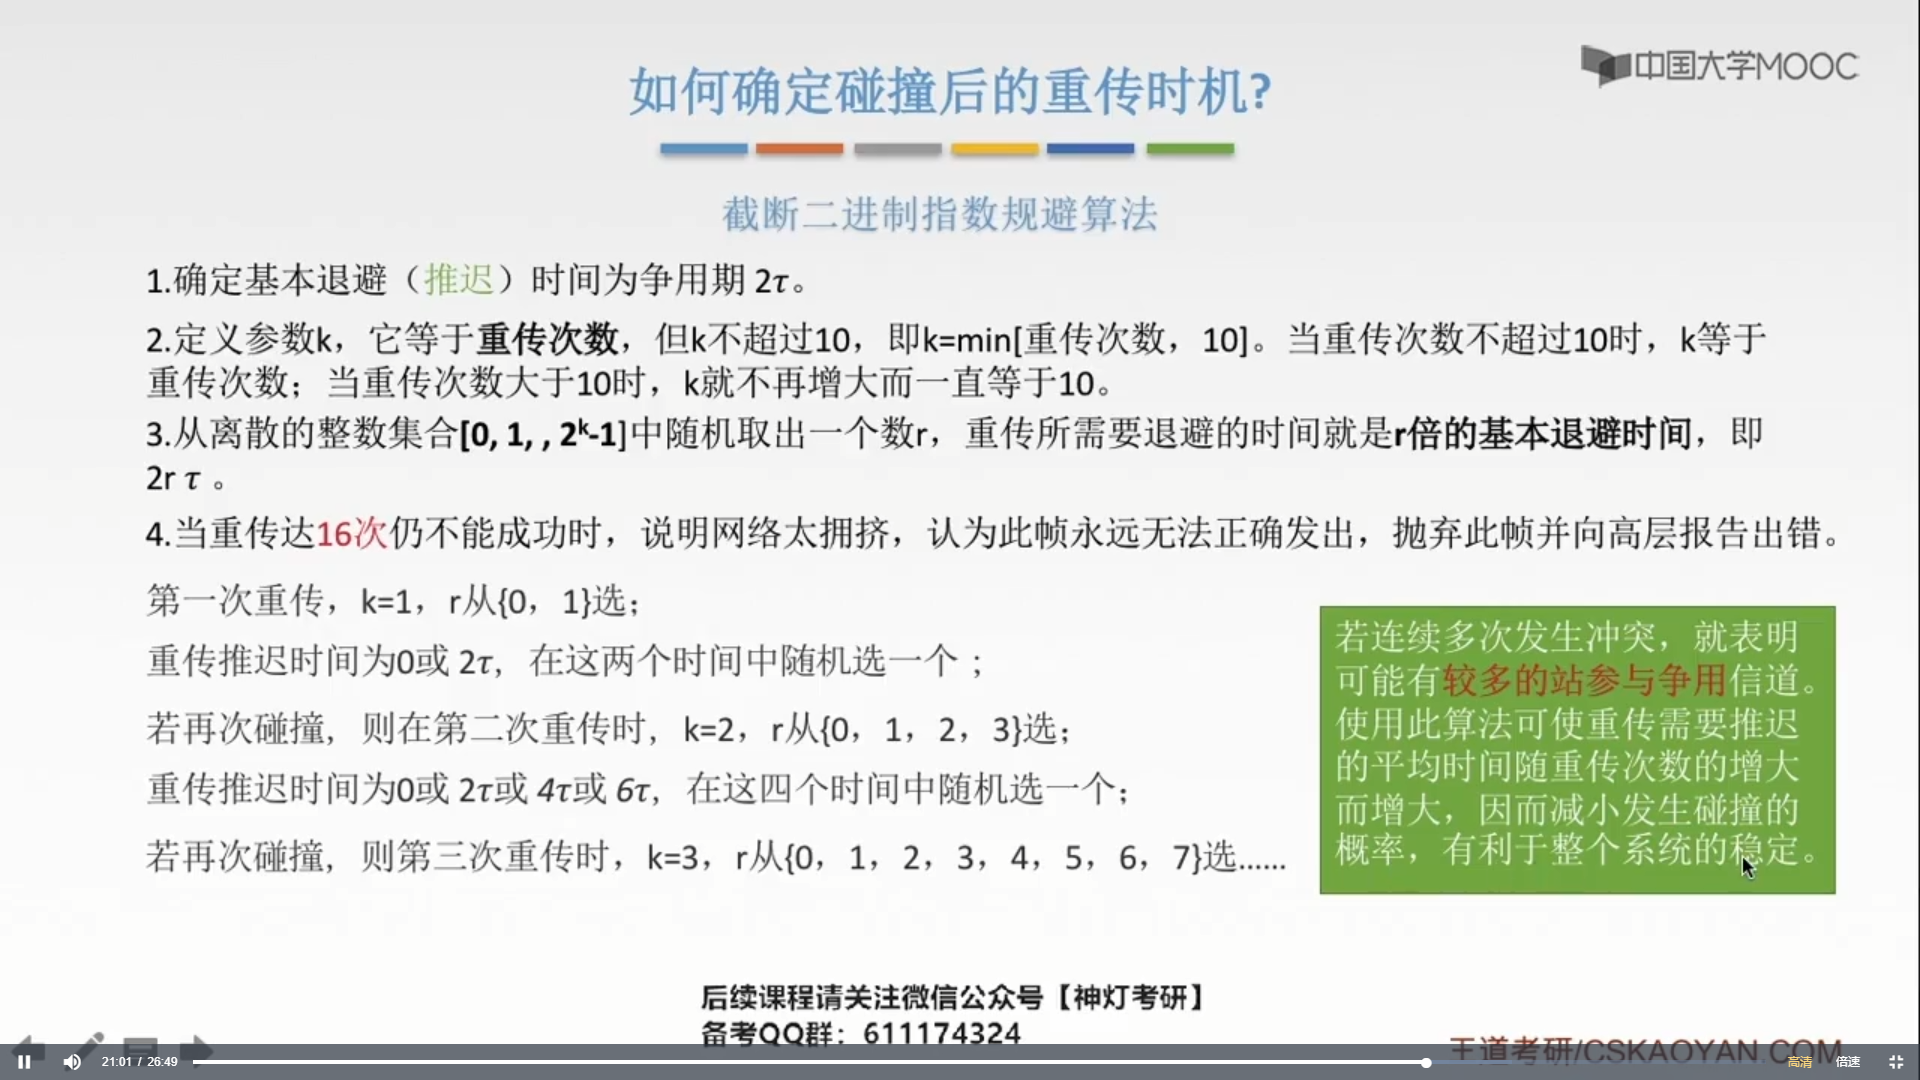 中国大学MOOC
如何确定碰撞后的重传时机?
截断二进制指数规避算法
1.确定基本退避（推迟）时间为争用期 2τ。
2.定义参数k，它等于重传次数，但k不超过10，即k=min[重传次数，10]。当重传次数不超过10时，k等于
重传次数；当重传次数大于10时，k就不再增大而一直等于10。
3.从离散的整数集合[0, 1, , 2ᵏ-1]中随机取出一个数r，重传所需要退避的时间就是r倍的基本退避时间，即
2r τ 。
4.当重传达16次仍不能成功时，说明网络太拥挤，认为此帧永远无法正确发出，抛弃此帧并向高层报告出错。
第一次重传，k=1，r从{0，1}选；
重传推迟时间为0或 2τ，在这两个时间中随机选一个；
若再次碰撞，则在第二次重传时，k=2，r从{0，1，2，3}选；
重传推迟时间为0或 2τ或 4τ或 6τ，在这四个时间中随机选一个；
若再次碰撞，则第三次重传时，k=3，r从{0，1，2，3，4，5，6，7}选......
若连续多次发生冲突，就表明
可能有较多的站参与争用信道。
使用此算法可使重传需要推迟
的平均时间随重传次数的增大
而增大，因而减小发生碰撞的
概率，有利于整个系统的稳定。
后续课程请关注微信公众号【神灯考研】
备考QQ群：611174324
王道考研/CSKAOYAN.COM
21:01 / 26:49
高清
倍速